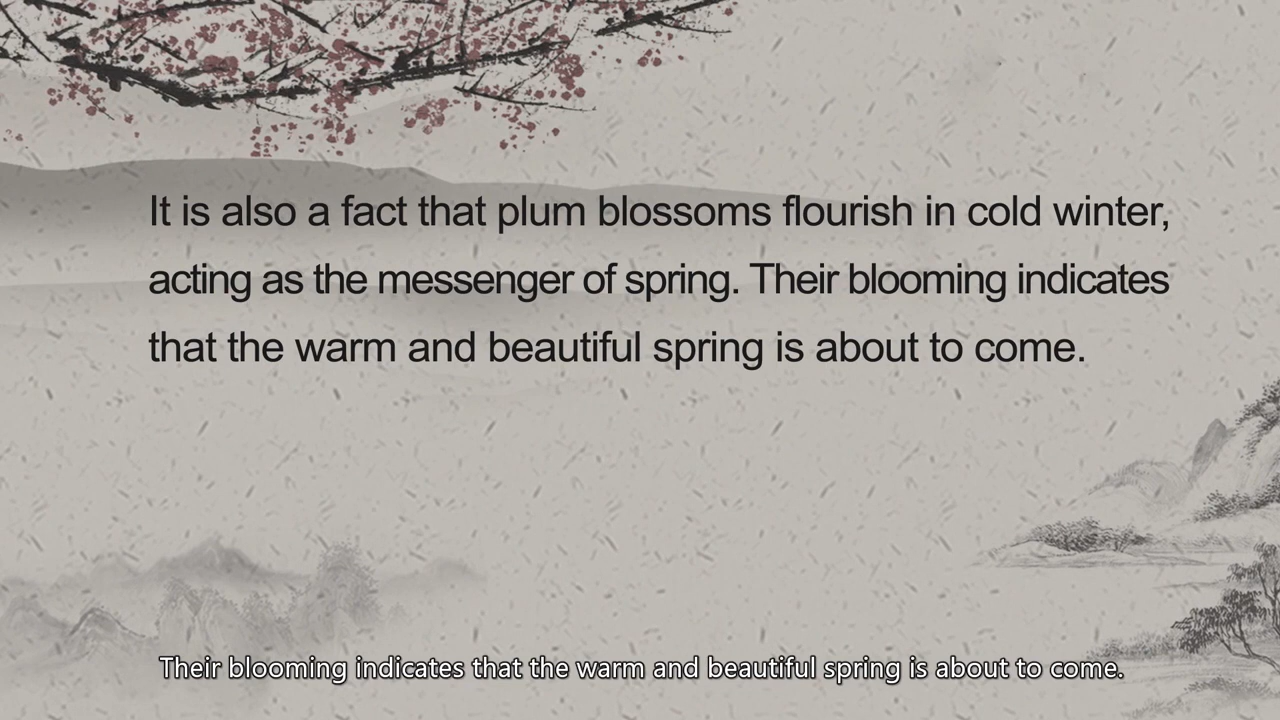 It is also a fact that plum blossoms flourish in cold winter,
acting as the messenger of spring. Their blooming indicates
that the warm and beautiful spring is about to come.
Their blooming indicates that the warm and beautiful spring is about to come.